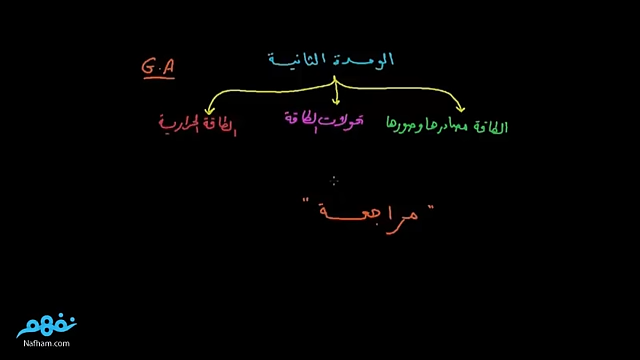 الوحدة الثانية
G.A
الطاقة مصادرها وصورها
تحولات الطاقة
الطاقة الحرارية
"مراجعة"
نفهم
Nafham.com